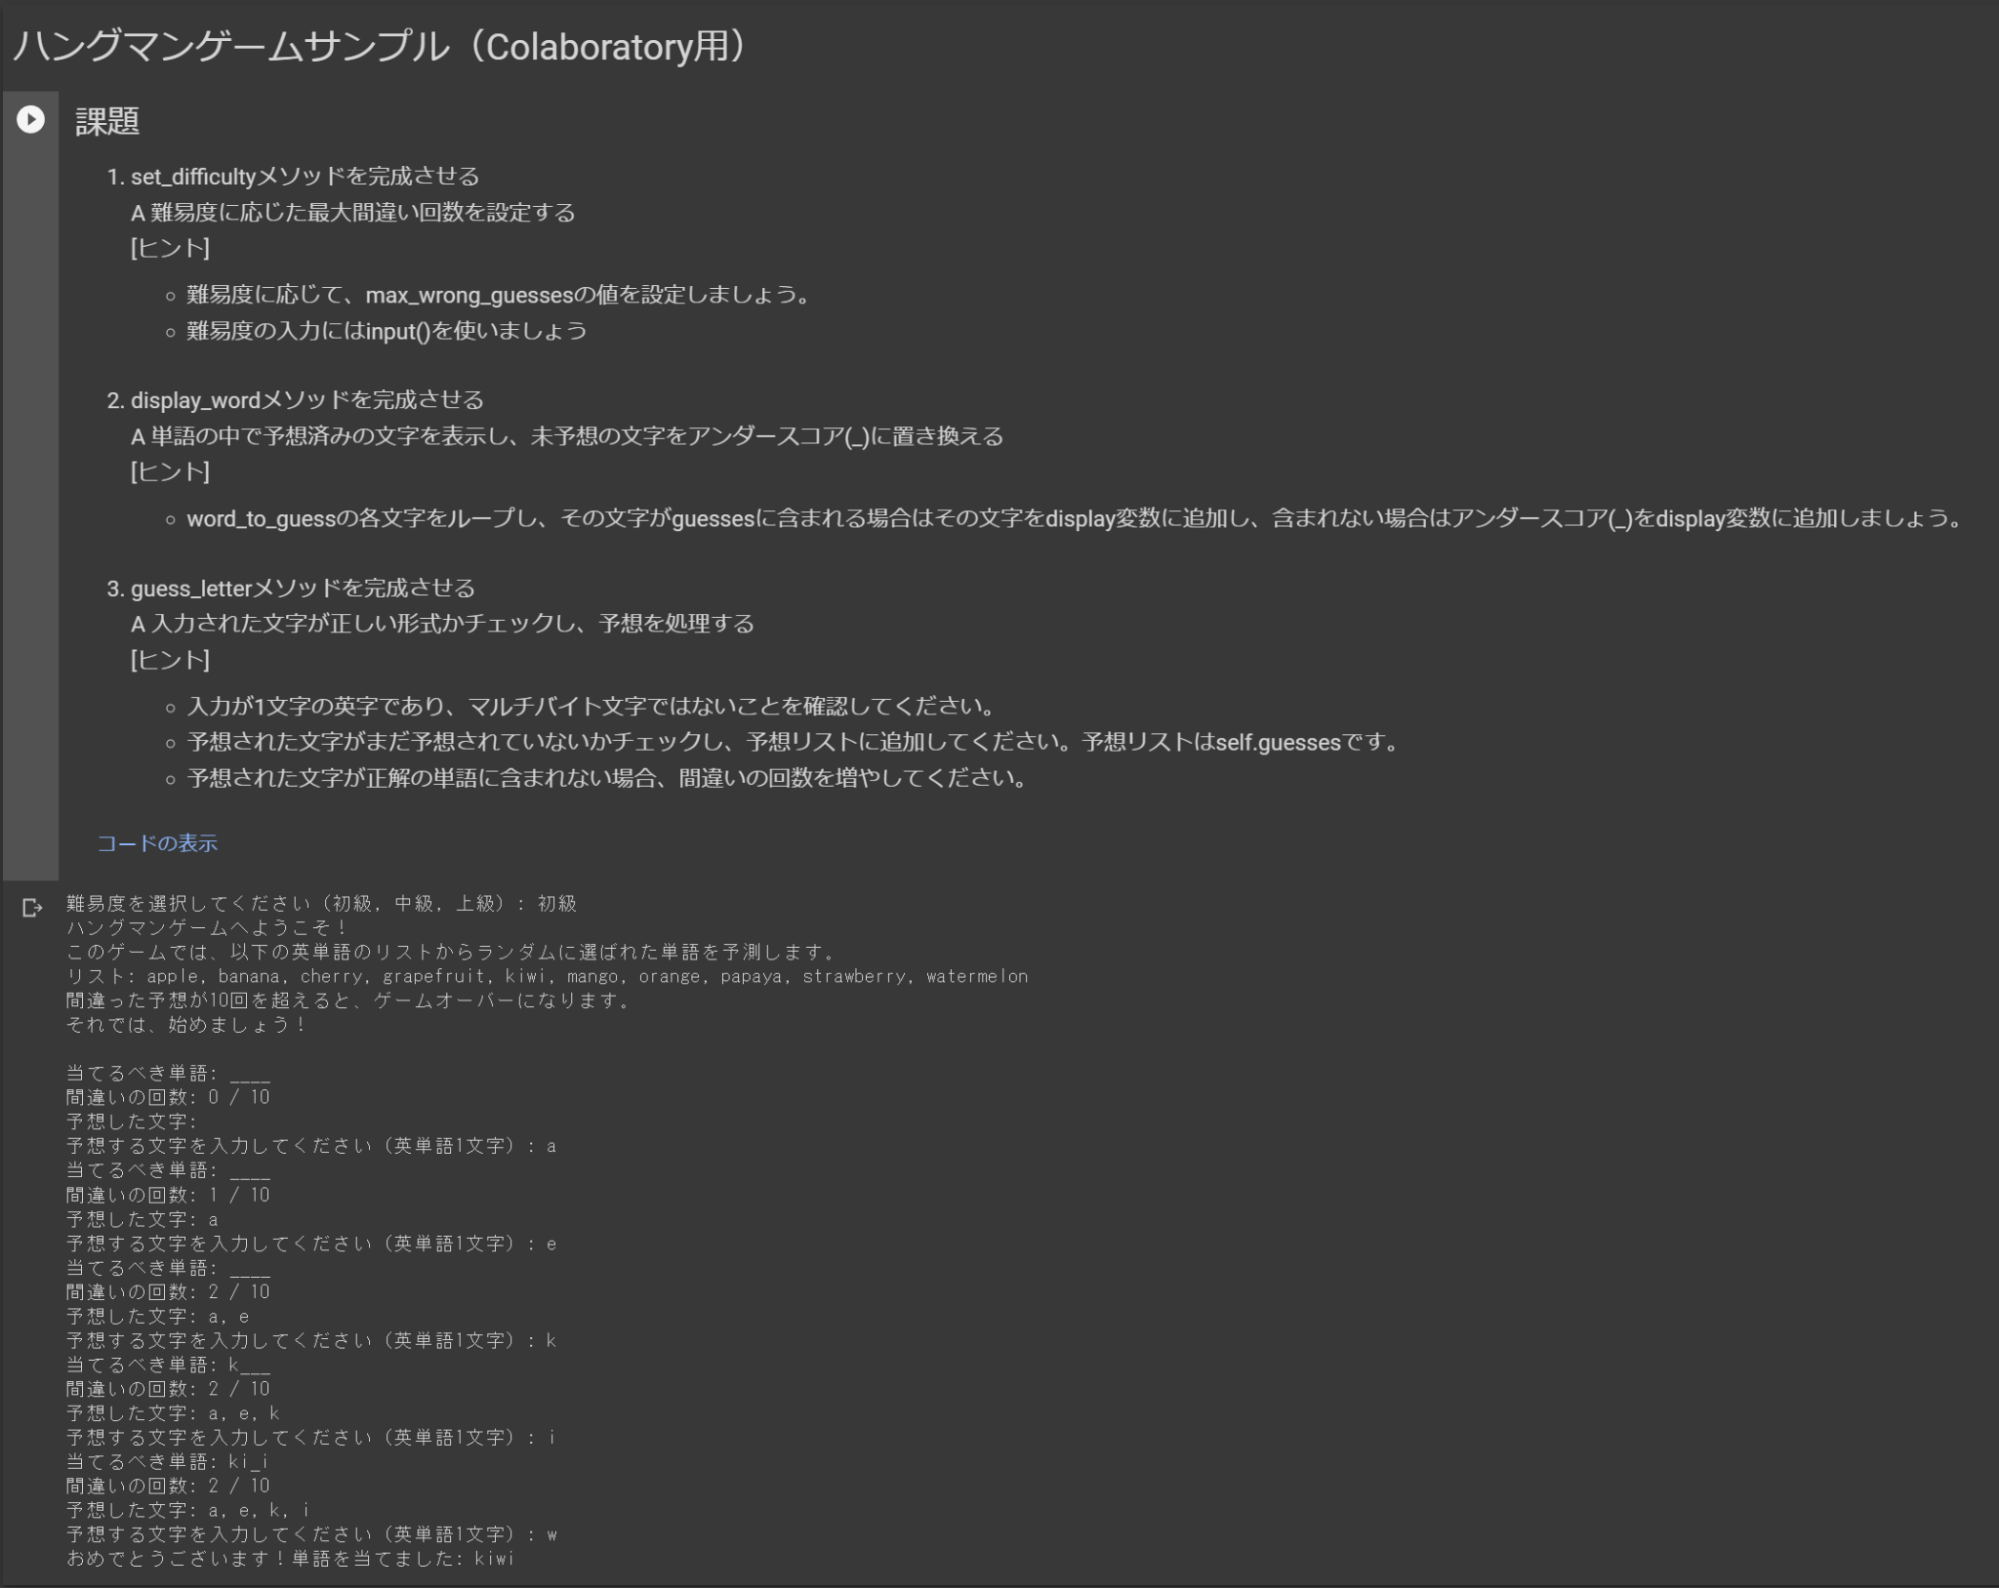 ハングマンゲームサンプル（Colaboratory用）
課題
1. set_difficultyメソッドを完成させる
A 難易度に応じた最大間違い回数を設定する
[ヒント]
◦ 難易度に応じて、max_wrong_guessesの値を設定しましょう。
◦ 難易度の入力にはinput()を使いましょう
2. display_wordメソッドを完成させる
A 単語の中で予想済みの文字を表示し、未予想の文字をアンダースコア(_)に置き換える
[ヒント]
◦ word_to_guessの各文字をループし、その文字がguessesに含まれる場合はその文字をdisplay変数に追加し、含まれない場合はアンダースコア(_)をdisplay変数に追加しましょう。
3. guess_letterメソッドを完成させる
A 入力された文字が正しい形式かチェックし、予想を処理する
[ヒント]
◦ 入力が1文字の英字であり、マルチバイト文字ではないことを確認してください。
◦ 予想された文字がまだ予想されていないかチェックし、予想リストに追加してください。予想リストはself.guessesです。
◦ 予想された文字が正解の単語に含まれない場合、間違いの回数を増やしてください。
コードの表示
難易度を選択してください（初級, 中級, 上級）: 初級
ハングマンゲームへようこそ！
このゲームでは、以下の英単語のリストからランダムに選ばれた単語を予測します。
リスト: apple, banana, cherry, grapefruit, kiwi, mango, orange, papaya, strawberry, watermelon
間違った予想が10回を超えると、ゲームオーバーになります。
それでは、始めましょう！
当てるべき単語: ____
間違いの回数: 0 / 10
予想した文字:
予想する文字を入力してください（英単語1文字）: a
当てるべき単語: ____
間違いの回数: 1 / 10
予想した文字: a
予想する文字を入力してください（英単語1文字）: e
当てるべき単語: ____
間違いの回数: 2 / 10
予想した文字: a, e
予想する文字を入力してください（英単語1文字）: k
当てるべき単語: k___
間違いの回数: 2 / 10
予想した文字: a, e, k
予想する文字を入力してください（英単語1文字）: i
当てるべき単語: ki_i
間違いの回数: 2 / 10
予想した文字: a, e, k, i
予想する文字を入力してください（英単語1文字）: w
おめでとうございます！単語を当てました: kiwi